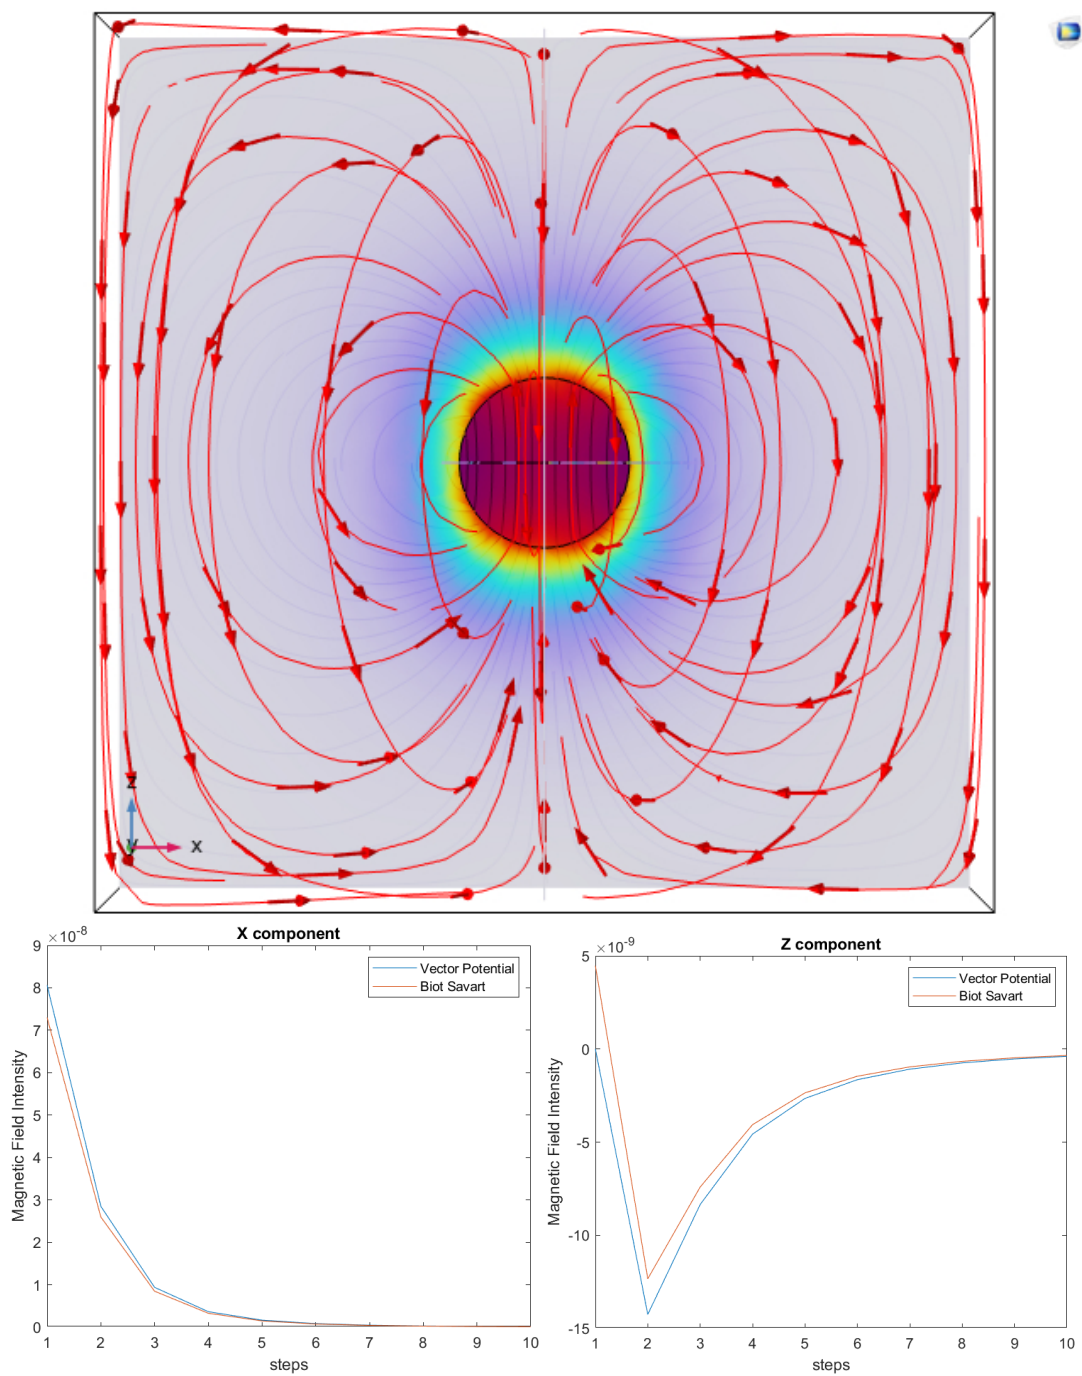 Z
y X
×10-8
X component
9
8
7
6
5
4
3
2
1
0
Magnetic Field Intensity
Vector Potential
Biot Savart
1 2 3 4 5 6 7 8 9 10
steps
×10-9
Z component
5
0
-5
-10
-15
Magnetic Field Intensity
Vector Potential
Biot Savart
1 2 3 4 5 6 7 8 9 10
steps